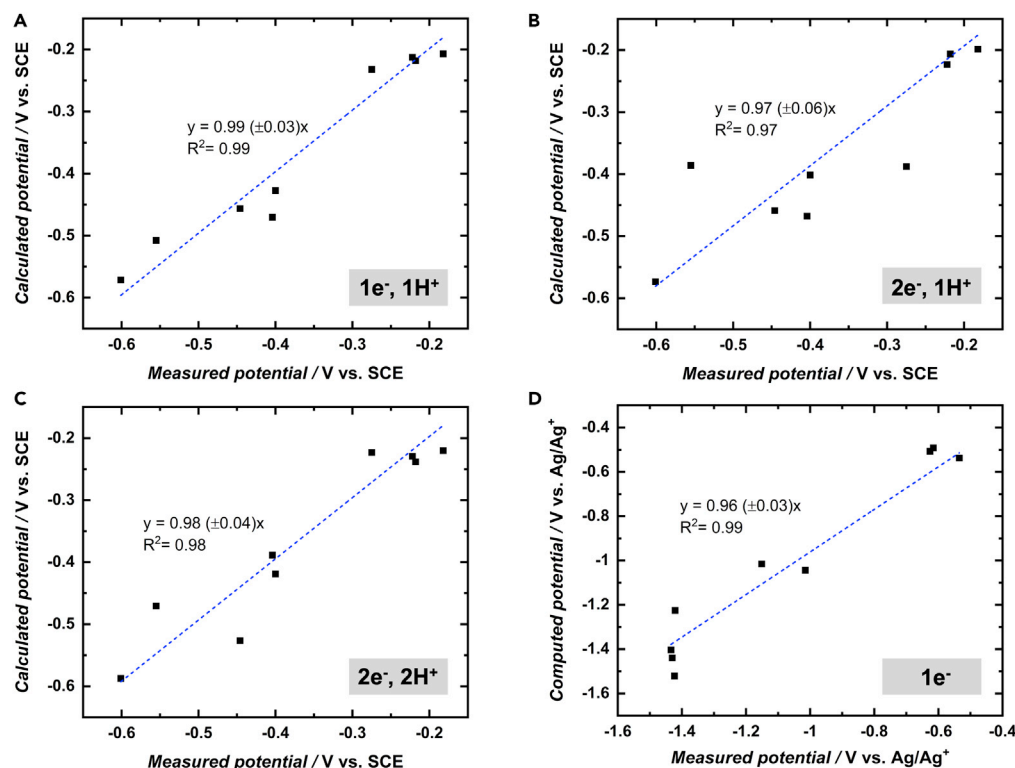 A
Calculated potential / V vs. SCE
-0.2
-0.3
-0.4
-0.5
-0.6
y = 0.99 (±0.03)x
R²= 0.99
1e⁻, 1H⁺
-0.6 -0.5 -0.4 -0.3 -0.2
Measured potential / V vs. SCE
B
Calculated potential / V vs. SCE
-0.2
-0.3
-0.4
-0.5
-0.6
y = 0.97 (±0.06)x
R²= 0.97
2e⁻, 1H⁺
-0.6 -0.5 -0.4 -0.3 -0.2
Measured potential / V vs. SCE
C
Calculated potential / V vs. SCE
-0.2
-0.3
-0.4
-0.5
-0.6
y = 0.98 (±0.04)x
R²= 0.98
2e⁻, 2H⁺
-0.6 -0.5 -0.4 -0.3 -0.2
Measured potential / V vs. SCE
D
Computed potential / V vs. Ag/Ag⁺
-0.4
-0.6
-0.8
-1
-1.2
-1.4
-1.6
y = 0.96 (±0.03)x
R²= 0.99
1e⁻
-1.6 -1.4 -1.2 -1 -0.8 -0.6 -0.4
Measured potential / V vs. Ag/Ag⁺